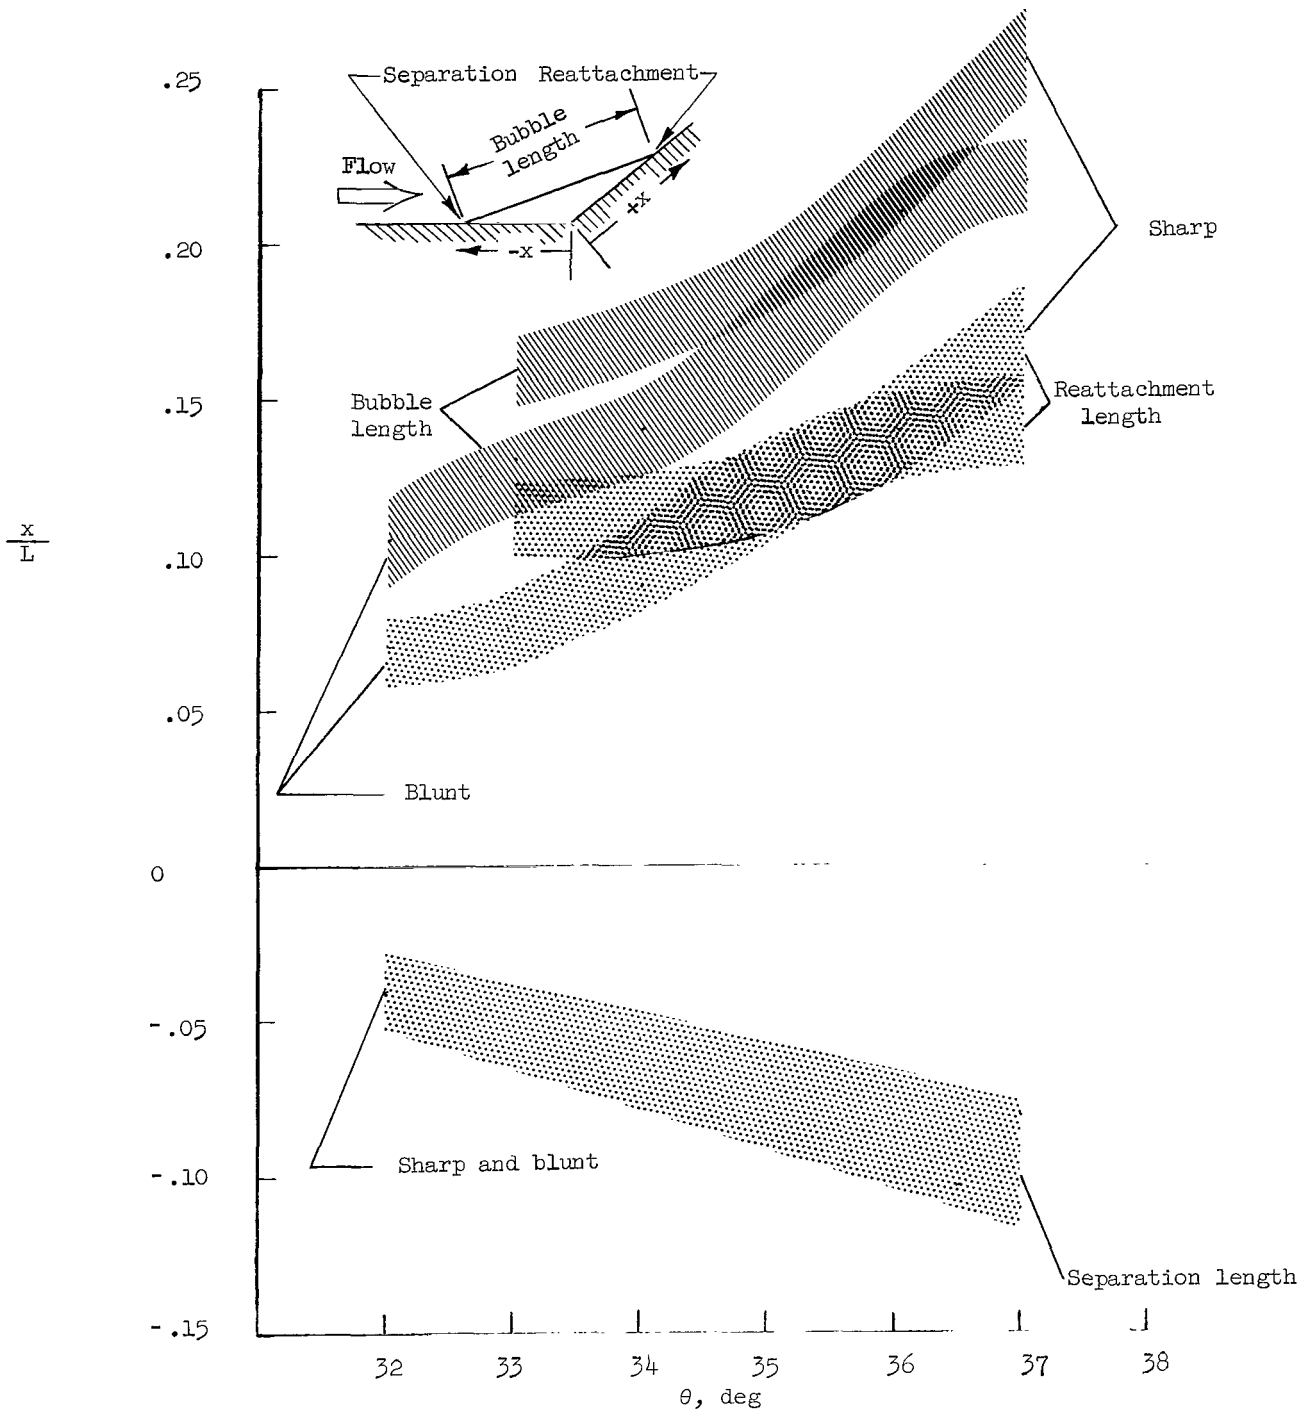 .25
Separation Reattachment
Bubble
length
Flow
+x
-x
.20
Sharp
.15
Bubble
length
Reattachment
length
x
L
.10
.05
Blunt
0
-.05
-.10
Sharp and blunt
Separation length
-.15
32 33 34 35 36 37 38
θ, deg